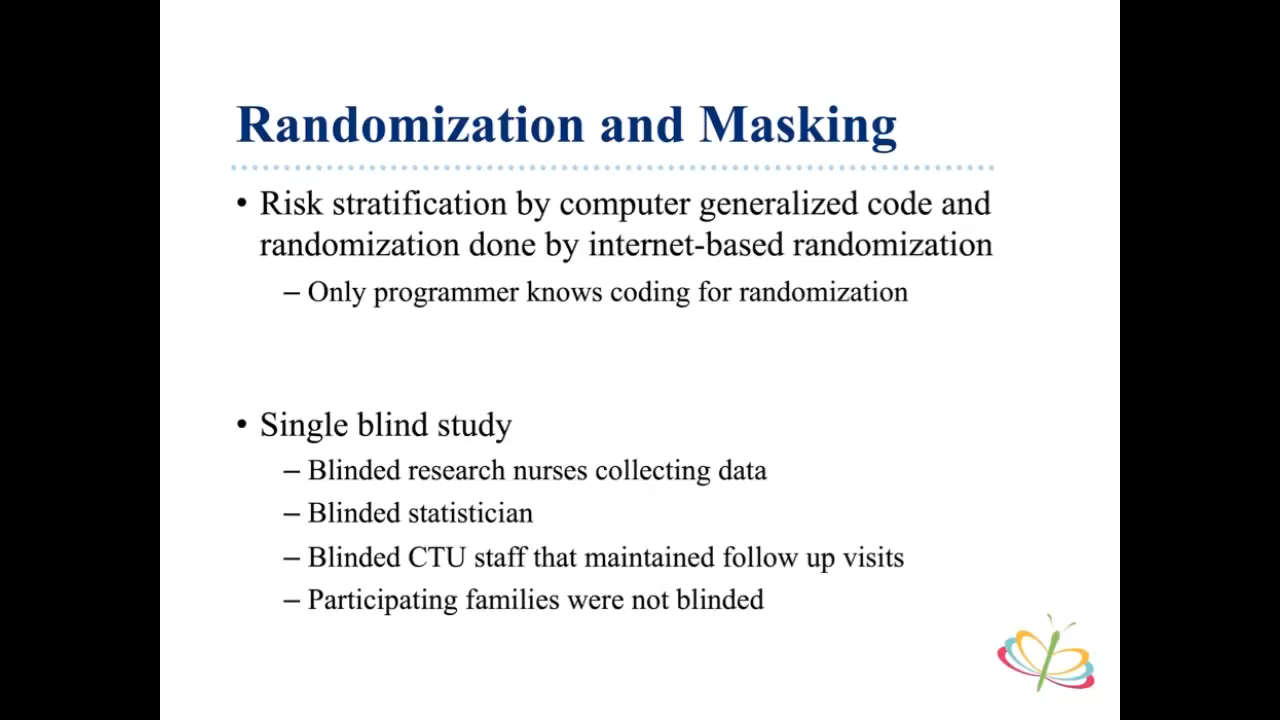 Randomization and Masking
• Risk stratification by computer generalized code and
randomization done by internet-based randomization
– Only programmer knows coding for randomization
• Single blind study
– Blinded research nurses collecting data
– Blinded statistician
– Blinded CTU staff that maintained follow up visits
– Participating families were not blinded